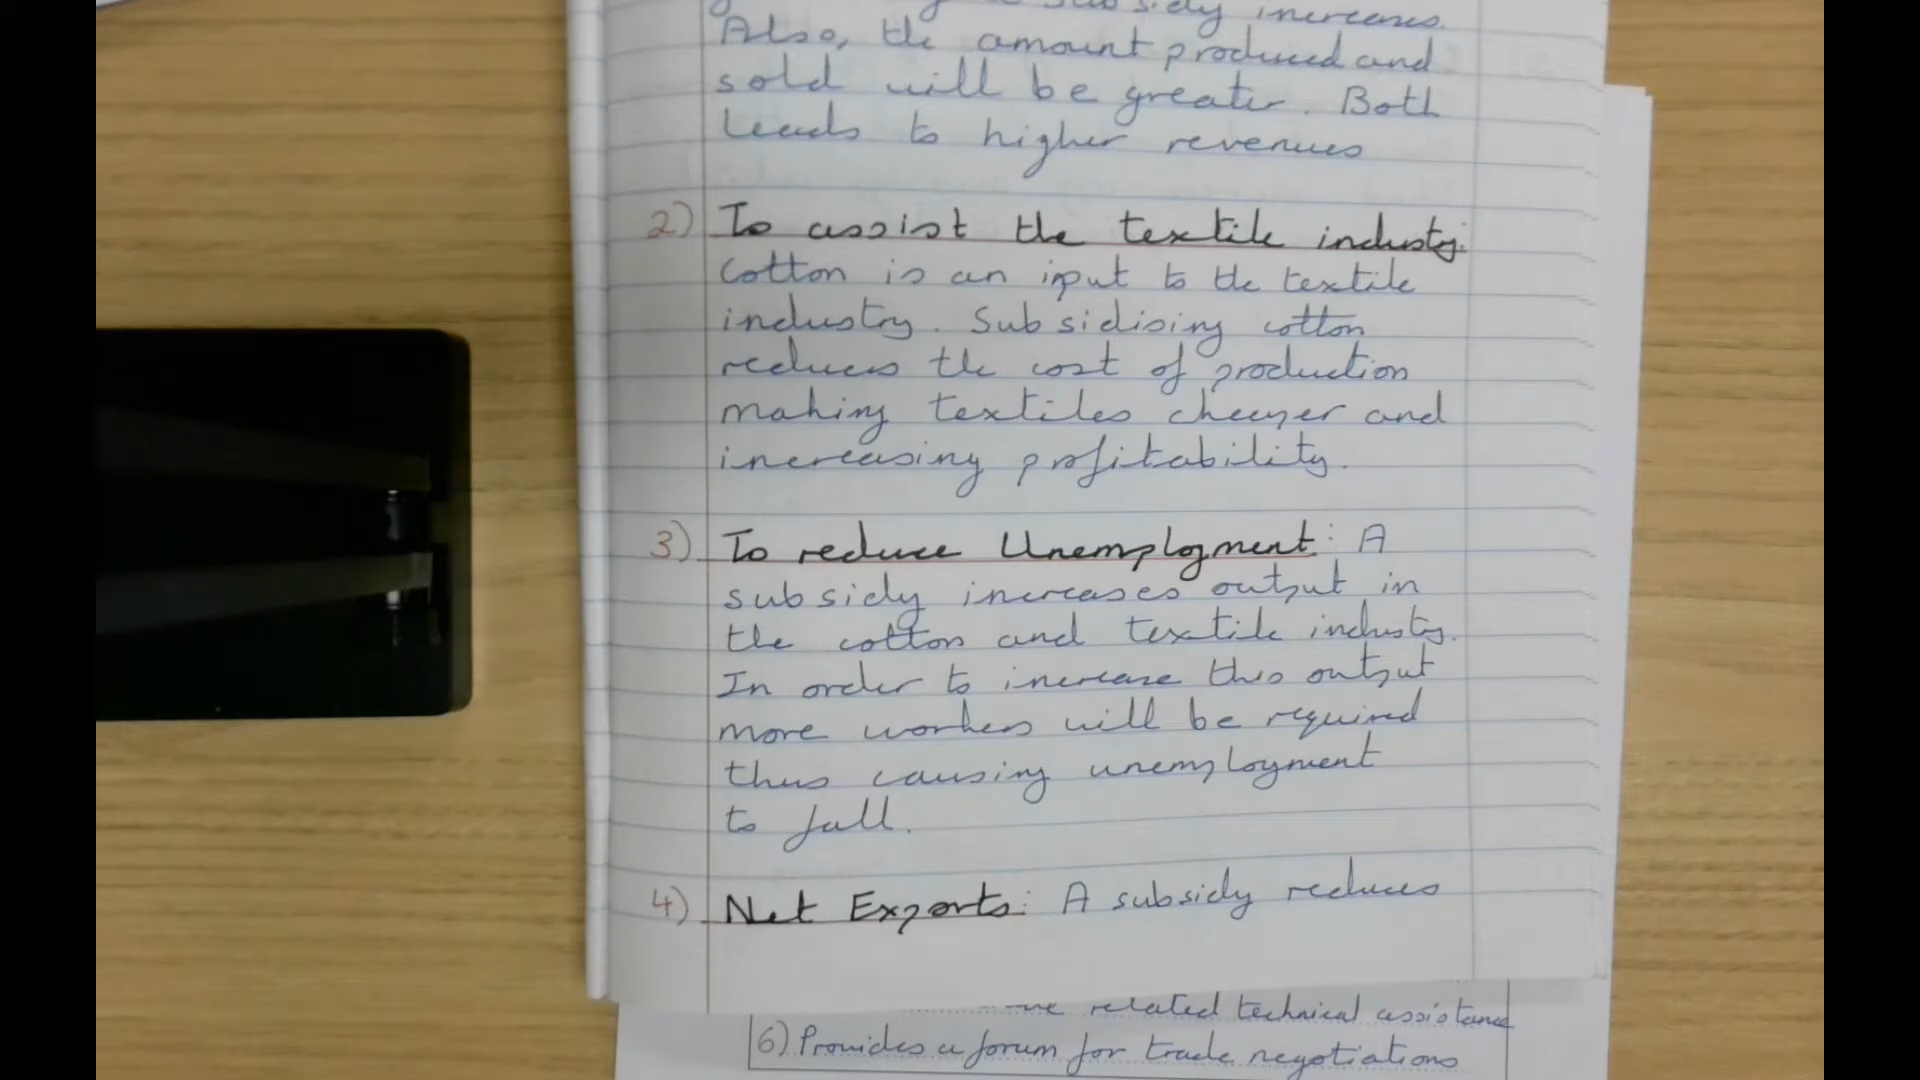 subsidy increases.
Also, the amount produced and
sold will be greater. Both
leads to higher revenues
2) To assist the textile industry:
Cotton is an input to the textile
industry. Subsidising cotton
reduces the cost of production
making textiles cheaper and
increasing profitability.
3) To reduce Unemployment: A
subsidy increases output in
the cotton and textile industry.
In order to increase this output
more workers will be required
thus causing unemployment
to fall.
4) Net Exports: A subsidy reduces
related technical assistance
6) Provides a forum for trade negotiations